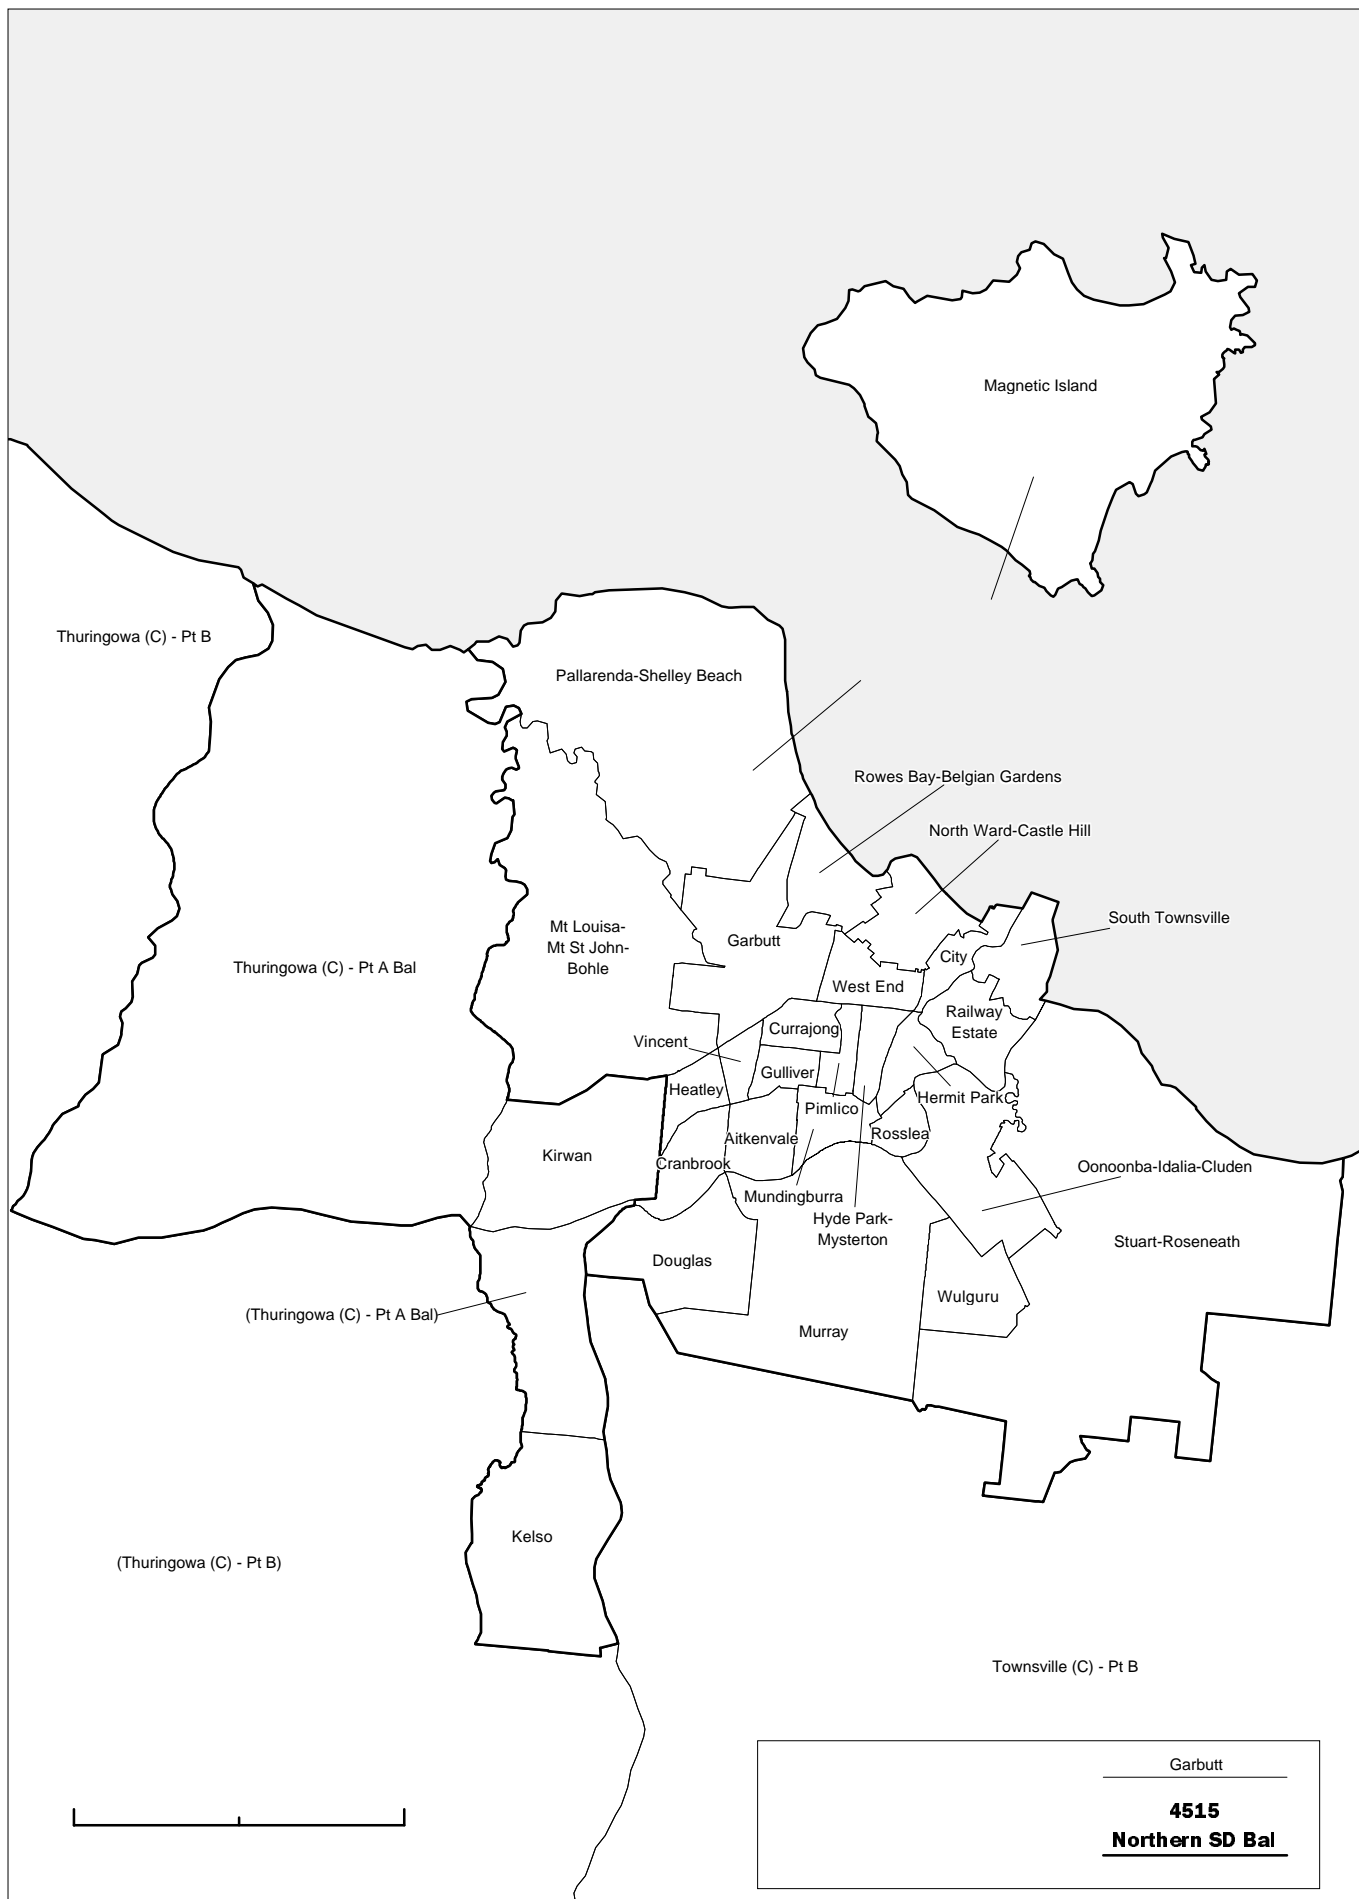 Magnetic Island
Thuringowa (C) - Pt B
Pallarenda-Shelley Beach
Rowes Bay-Belgian Gardens
North Ward-Castle Hill
South Townsville
Mt Louisa-
Mt St John-
Bohle
Garbutt
City
Thuringowa (C) - Pt A Bal
West End
Railway
Estate
Currajong
Vincent
Gulliver
Heatley
Hermit Park
Pimlico
Rosslea
Aitkenvale
Kirwan
Cranbrook
Oonoonba-Idalia-Cluden
Mundingburra
Hyde Park-
Mysterton
Stuart-Roseneath
Douglas
Wulguru
(Thuringowa (C) - Pt A Bal)
Murray
Kelso
(Thuringowa (C) - Pt B)
Townsville (C) - Pt B
Garbutt
4515
Northern SD Bal